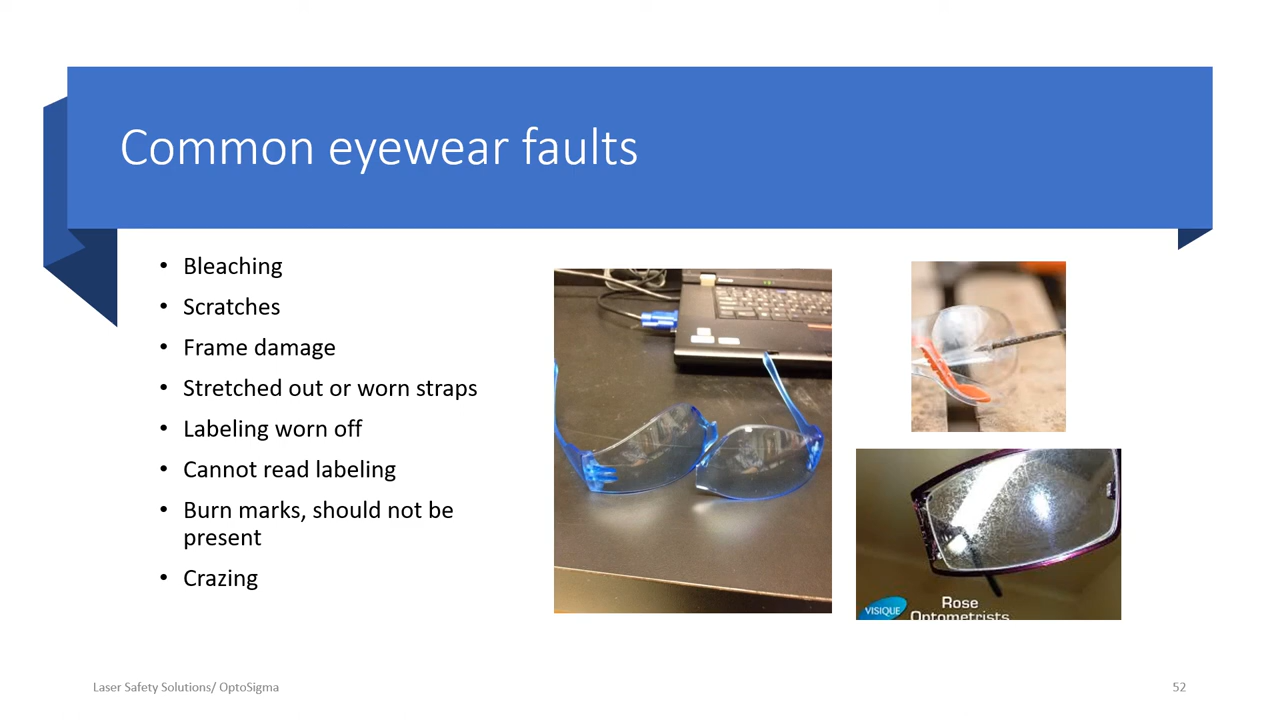 Common eyewear faults
• Bleaching
• Scratches
• Frame damage
• Stretched out or worn straps
• Labeling worn off
• Cannot read labeling
• Burn marks, should not be
present
• Crazing
VISIQUE
Rose
Optometrists
Laser Safety Solutions/ OptoSigma
52